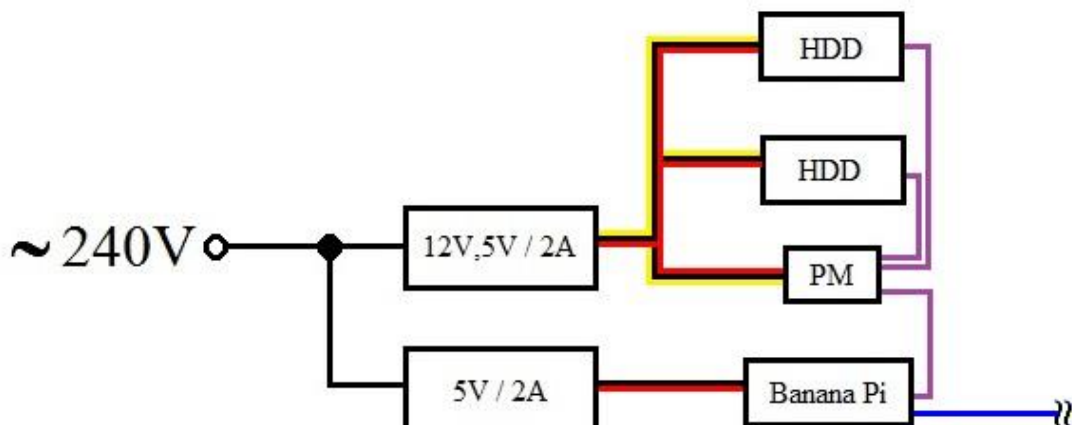 HDD
HDD
~240V
12V,5V / 2A
PM
5V / 2A
Banana Pi